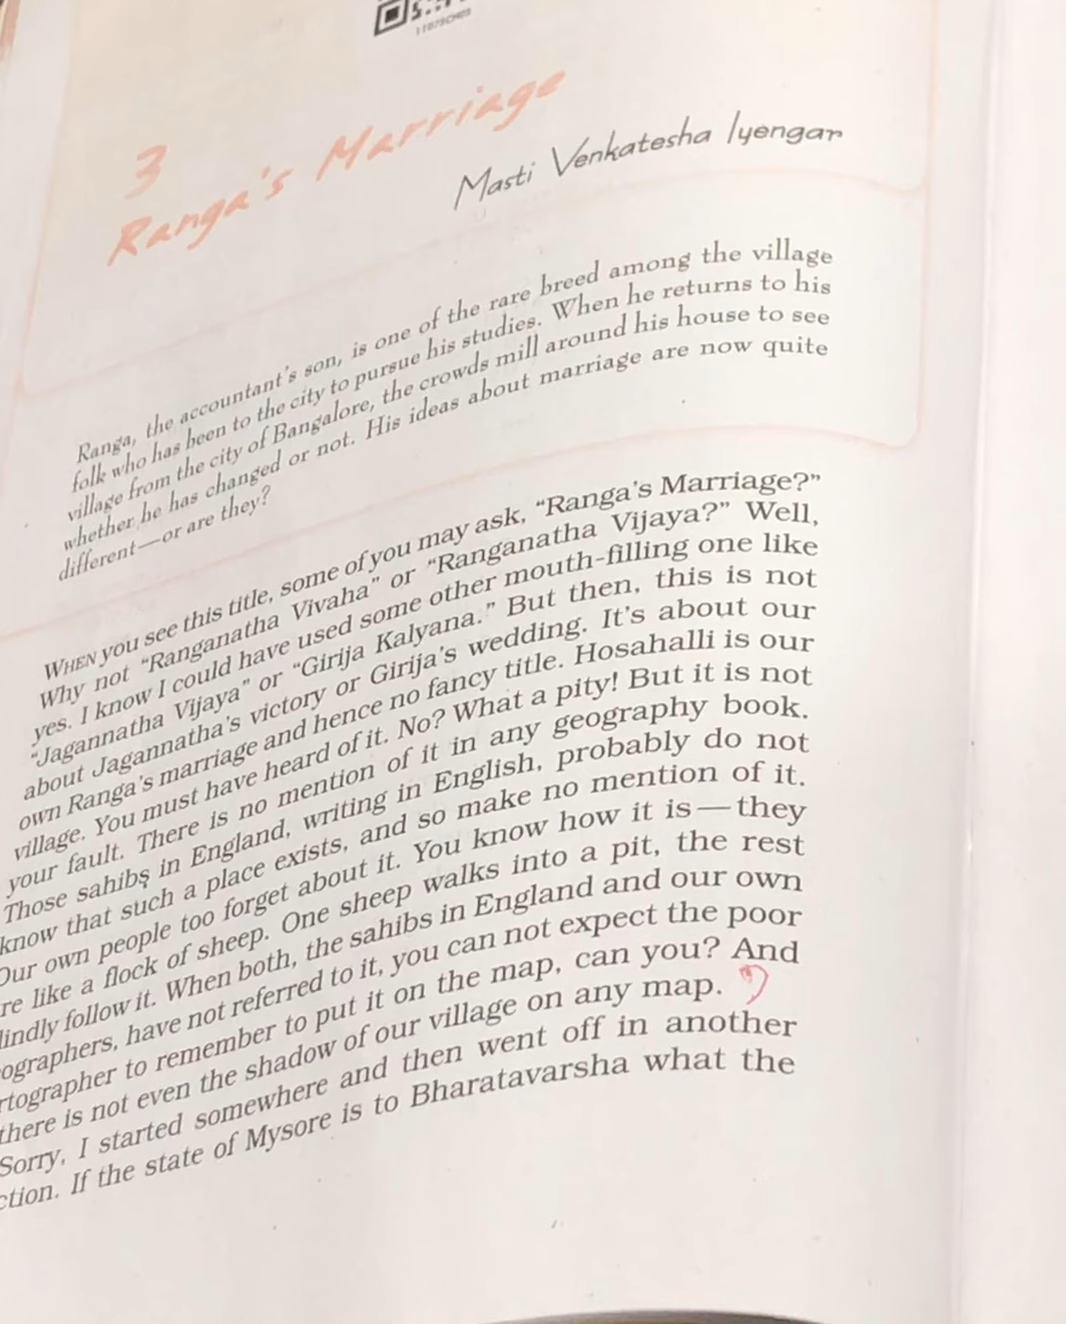 3
Ranga's Marriage
Masti Venkatesha Iyengar
Ranga, the accountant's son, is one of the rare breed among the village
folk who has been to the city to pursue his studies. When he returns to his
village from the city of Bangalore, the crowds mill around his house to see
whether he has changed or not. His ideas about marriage are now quite
different—or are they?
WHEN you see this title, some of you may ask, “Ranga's Marriage?”
Why not “Ranganatha Vivaha” or “Ranganatha Vijaya?” Well,
yes. I know I could have used some other mouth-filling one like
“Jagannatha Vijaya” or “Girija Kalyana.” But then, this is not
about Jagannatha's victory or Girija's wedding. It's about our
own Ranga's marriage and hence no fancy title. Hosahalli is our
village. You must have heard of it. No? What a pity! But it is not
your fault. There is no mention of it in any geography book.
Those sahibs in England, writing in English, probably do not
know that such a place exists, and so make no mention of it.
Our own people too forget about it. You know how it is—they
re like a flock of sheep. One sheep walks into a pit, the rest
lindly follow it. When both, the sahibs in England and our own
ographers, have not referred to it, you can not expect the poor
rtographer to remember to put it on the map, can you? And
there is not even the shadow of our village on any map.
Sorry, I started somewhere and then went off in another
ction. If the state of Mysore is to Bharatavarsha what the